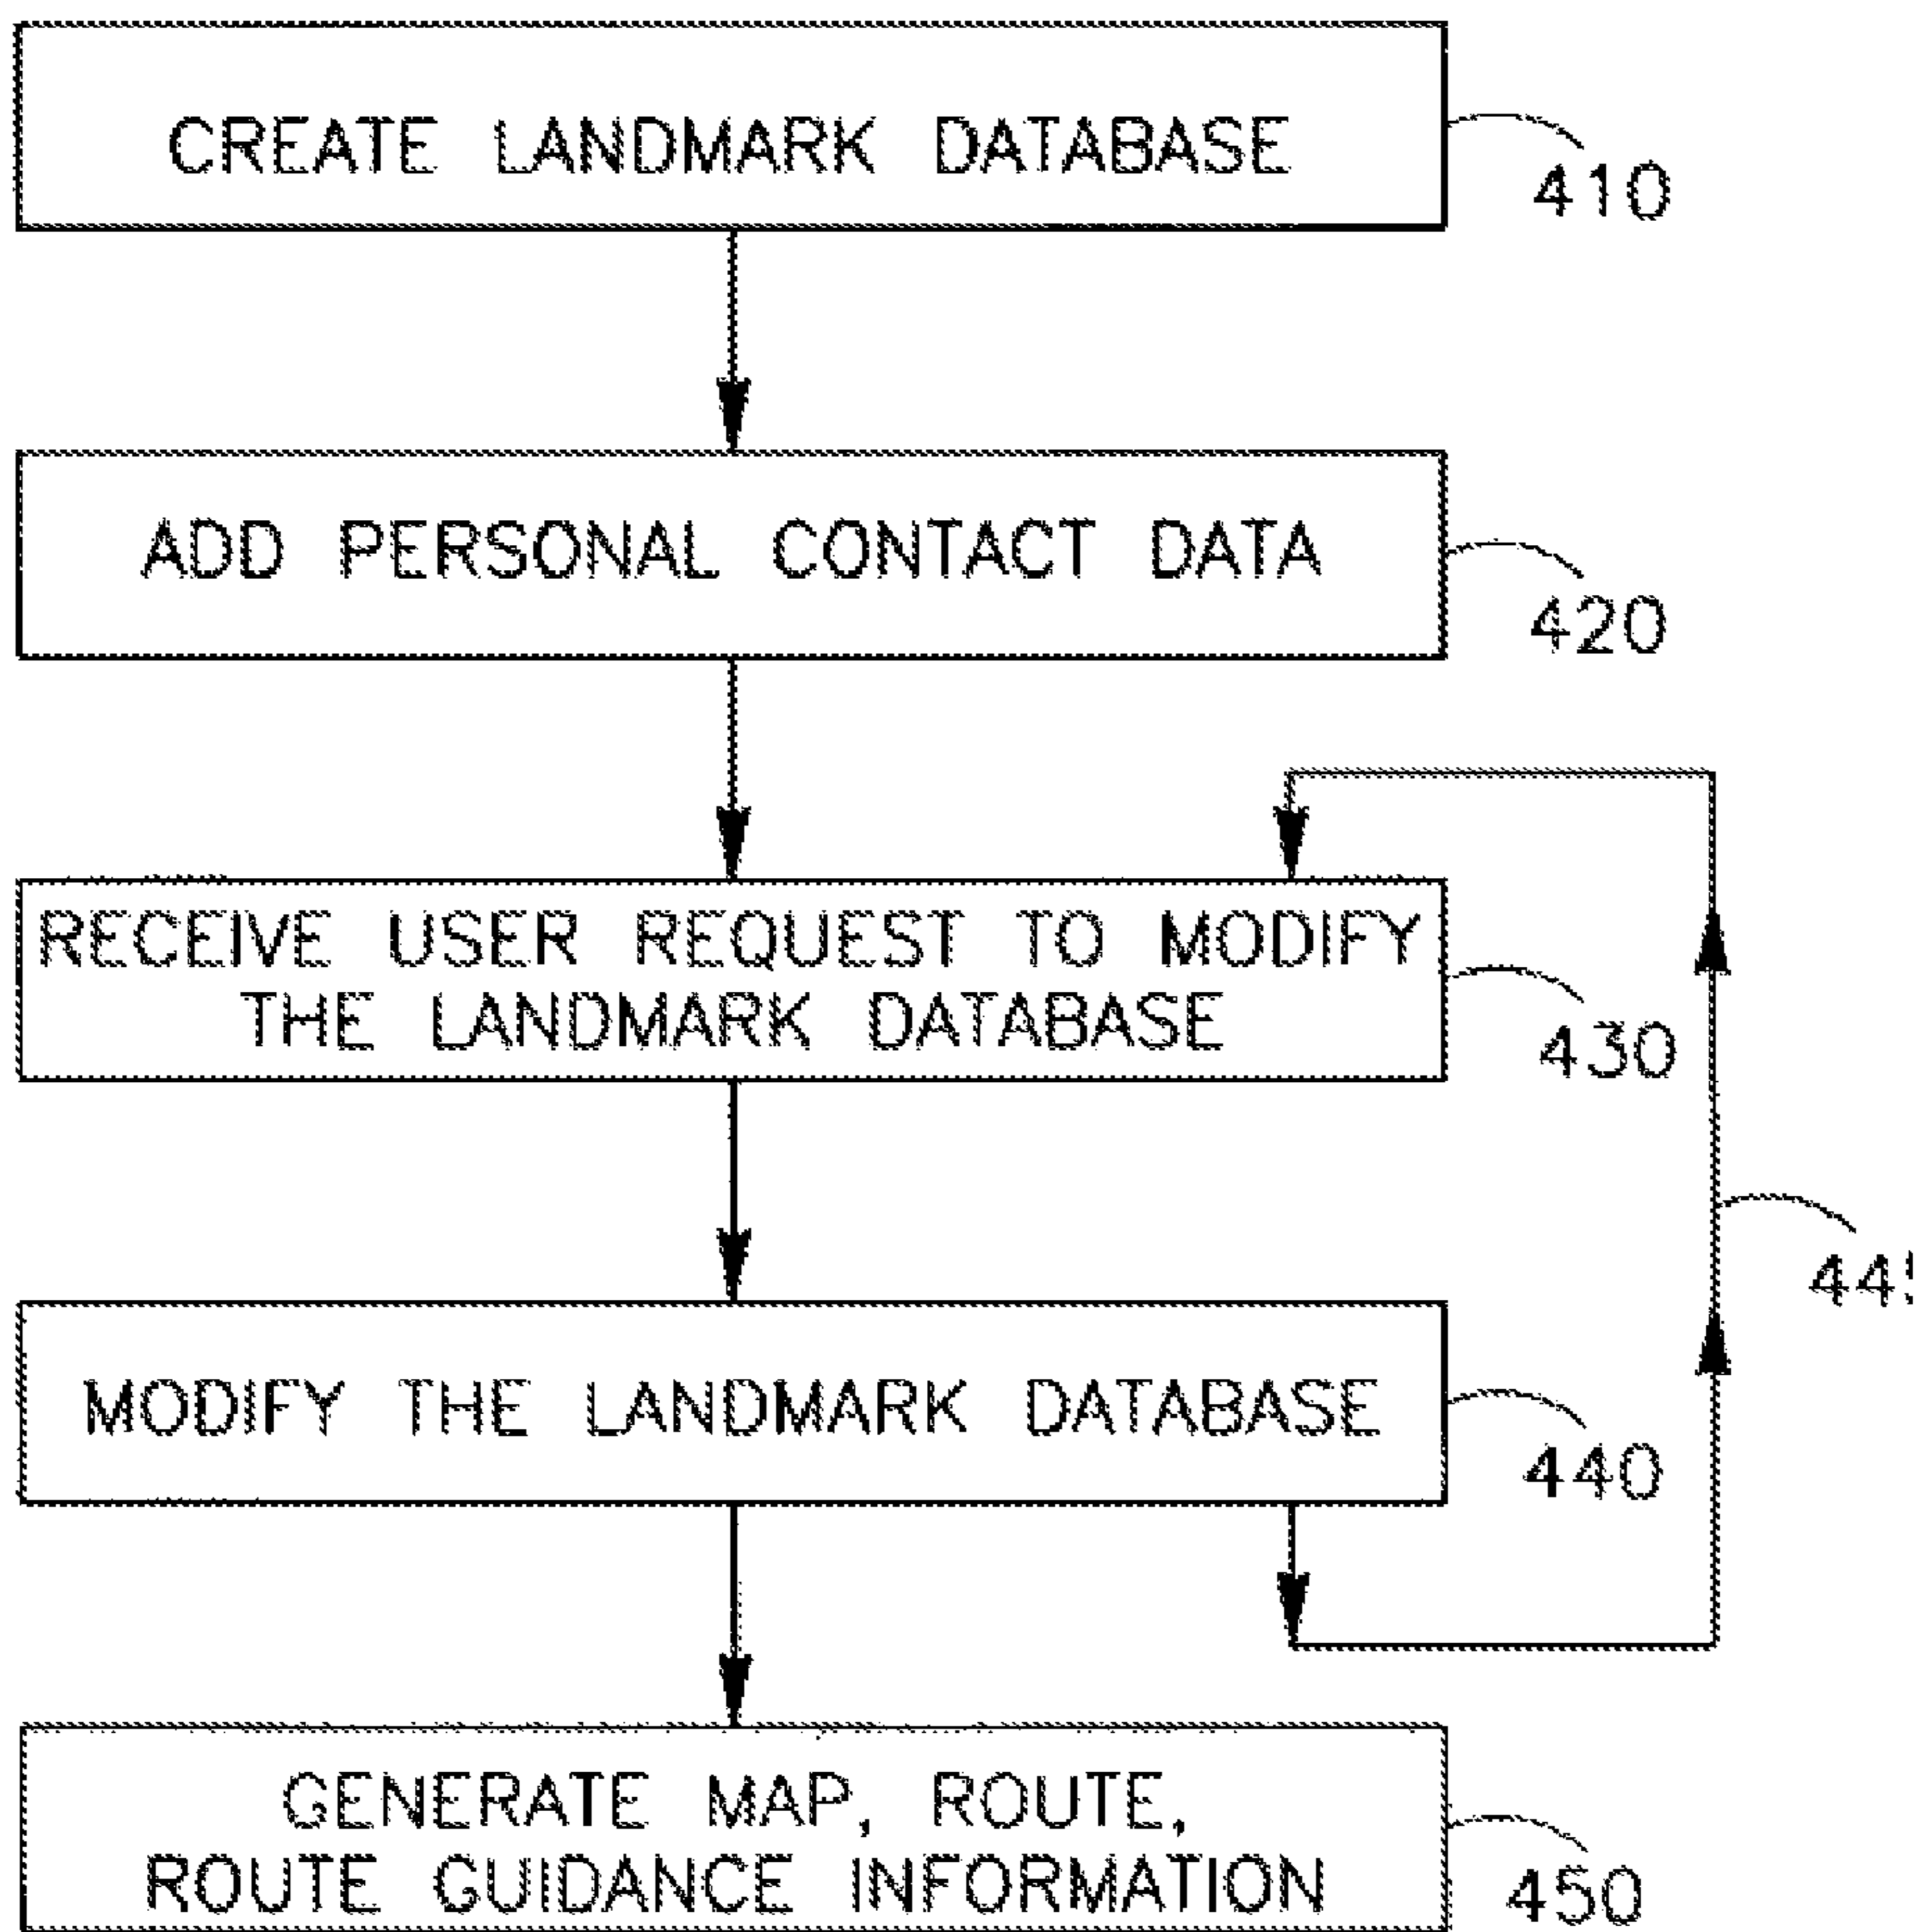 CREATE LANDMARK DATABASE
410
ADD PERSONAL CONTACT DATA
420
RECEIVE USER REQUEST TO MODIFY
THE LANDMARK DATABASE
430
MODIFY THE LANDMARK DATABASE
440
GENERATE MAP, ROUTE,
ROUTE GUIDANCE INFORMATION
450